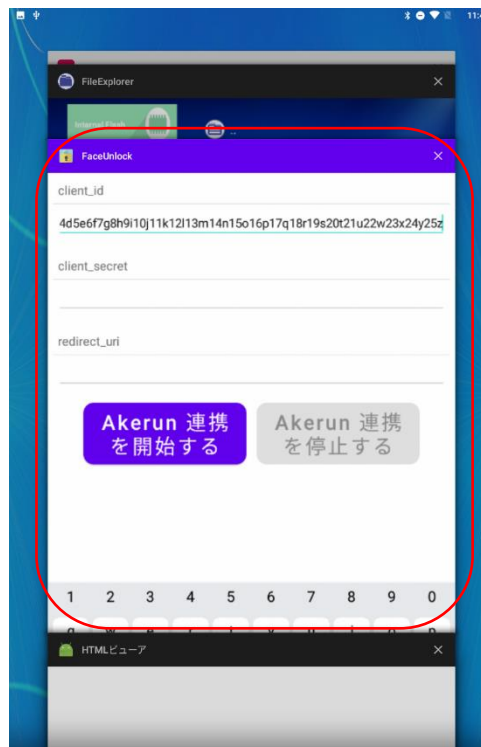 11:4
FileExplorer
Internal Flash
..
FaceUnlock
client_id
4d5e6f7g8h9i10j11k12l13m14n15o16p17q18r19s20t21u22w23x24y25z
client_secret
redirect_uri
Akerun 連携
を開始する
Akerun 連携
を停止する
1 2 3 4 5 6 7 8 9 0
HTMLビューア